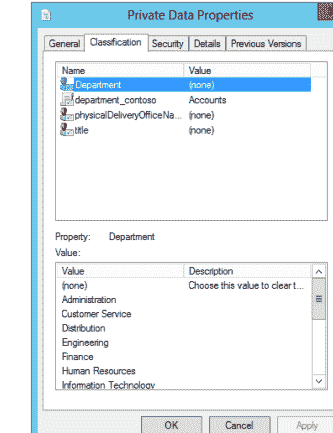 Private Data Properties
General Classification Security Details Previous Versions
Name Value
Department (none)
department_contoso Accounts
physicalDeliveryOfficeNa... (none)
title (none)
Property: Department
Value:
Value Description
(none) Choose this value to clear t...
Administration
Customer Service
Distribution
Engineering
Finance
Human Resources
Information Technology
OK Cancel Apply